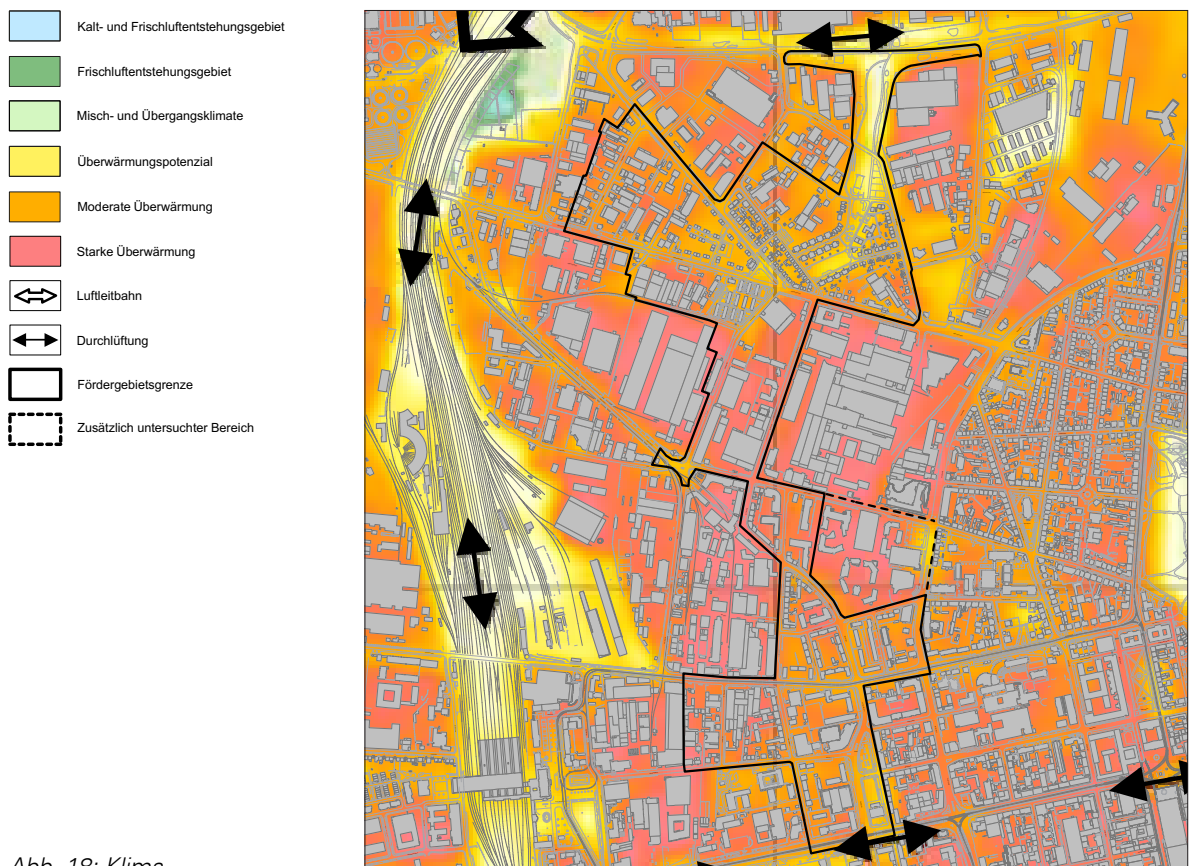 Kalt- und Frischluftentstehungsgebiet
Frischluftentstehungsgebiet
Misch- und Übergangsklimate
Überwärmungspotenzial
Moderate Überwärmung
Starke Überwärmung
Luftleitbahn
Durchlüftung
Fördergebietsgrenze
Zusätzlich untersuchter Bereich
Abb. 18: Klima